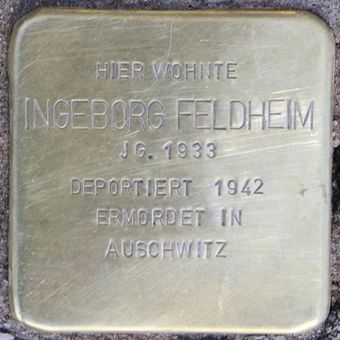 HIER WOHNTE
INGEBORG FELDHEIM
JG. 1933
DEPORTIERT 1942
ERMORDET IN
AUSCHWITZ